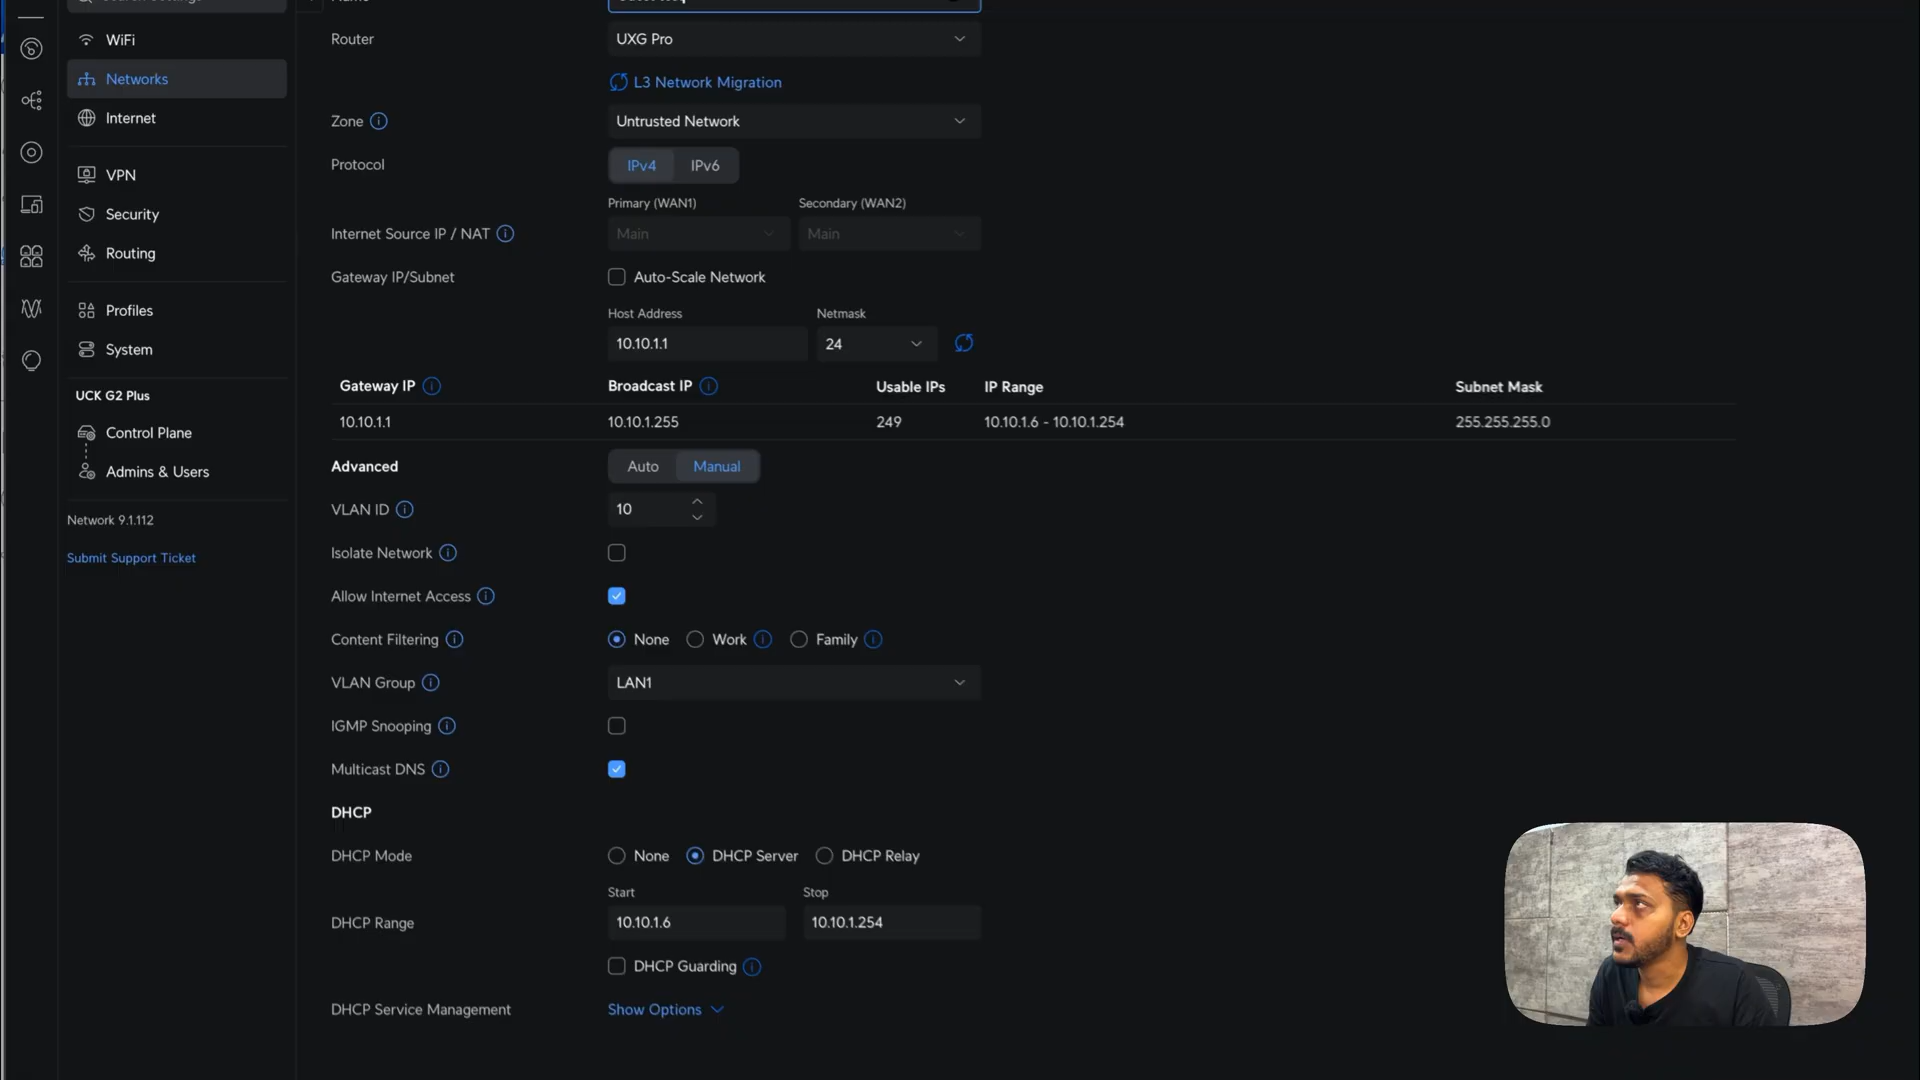 WiFi
Networks
Internet
VPN
Security
Routing
Profiles
System
UCK G2 Plus
Control Plane
Admins & Users
Network 9.1.112
Submit Support Ticket
Router
UXG Pro
L3 Network Migration
Zone
Untrusted Network
Protocol
IPv4 IPv6
Primary (WAN1) Secondary (WAN2)
Internet Source IP / NAT
Main Main
Gateway IP/Subnet
Auto-Scale Network
Host Address Netmask
10.10.1.1 24
Gateway IP Broadcast IP Usable IPs IP Range Subnet Mask
10.10.1.1 10.10.1.255 249 10.10.1.6 - 10.10.1.254 255.255.255.0
Advanced Auto Manual
VLAN ID 10
Isolate Network
Allow Internet Access
Content Filtering None Work Family
VLAN Group LAN1
IGMP Snooping
Multicast DNS
DHCP
DHCP Mode None DHCP Server DHCP Relay
Start Stop
DHCP Range 10.10.1.6 10.10.1.254
DHCP Guarding
DHCP Service Management Show Options